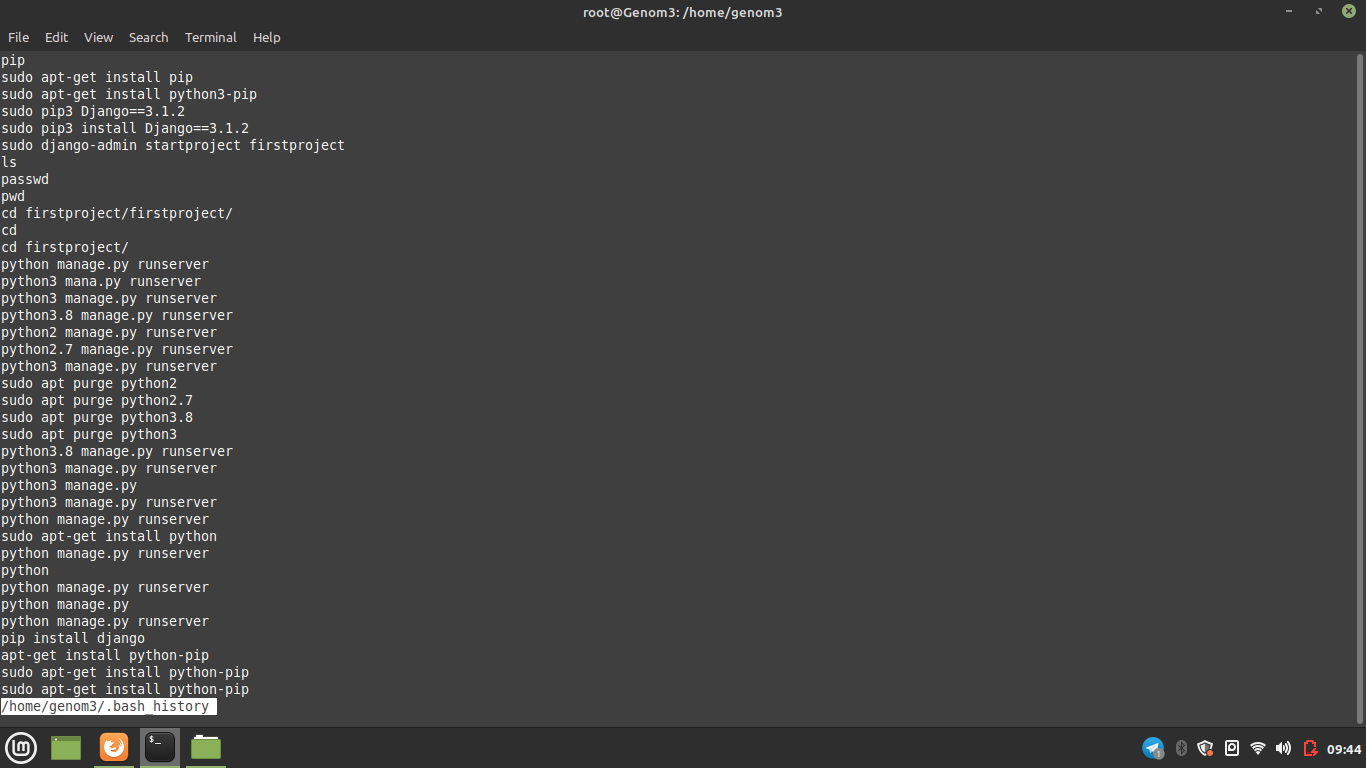 root@Genom3: /home/genom3
File Edit View Search Terminal Help
pip
sudo apt-get install pip
sudo apt-get install python3-pip
sudo pip3 Django==3.1.2
sudo pip3 install Django==3.1.2
sudo django-admin startproject firstproject
ls
passwd
pwd
cd firstproject/firstproject/
cd
cd firstproject/
python manage.py runserver
python3 mana.py runserver
python3 manage.py runserver
python3.8 manage.py runserver
python2 manage.py runserver
python2.7 manage.py runserver
python3 manage.py runserver
sudo apt purge python2
sudo apt purge python2.7
sudo apt purge python3.8
sudo apt purge python3
python3.8 manage.py runserver
python3 manage.py runserver
python3 manage.py
python3 manage.py runserver
python manage.py runserver
sudo apt-get install python
python manage.py runserver
python
python manage.py runserver
python manage.py
python manage.py runserver
pip install django
apt-get install python-pip
sudo apt-get install python-pip
sudo apt-get install python-pip
/home/genom3/.bash_history
$_
1
09:44